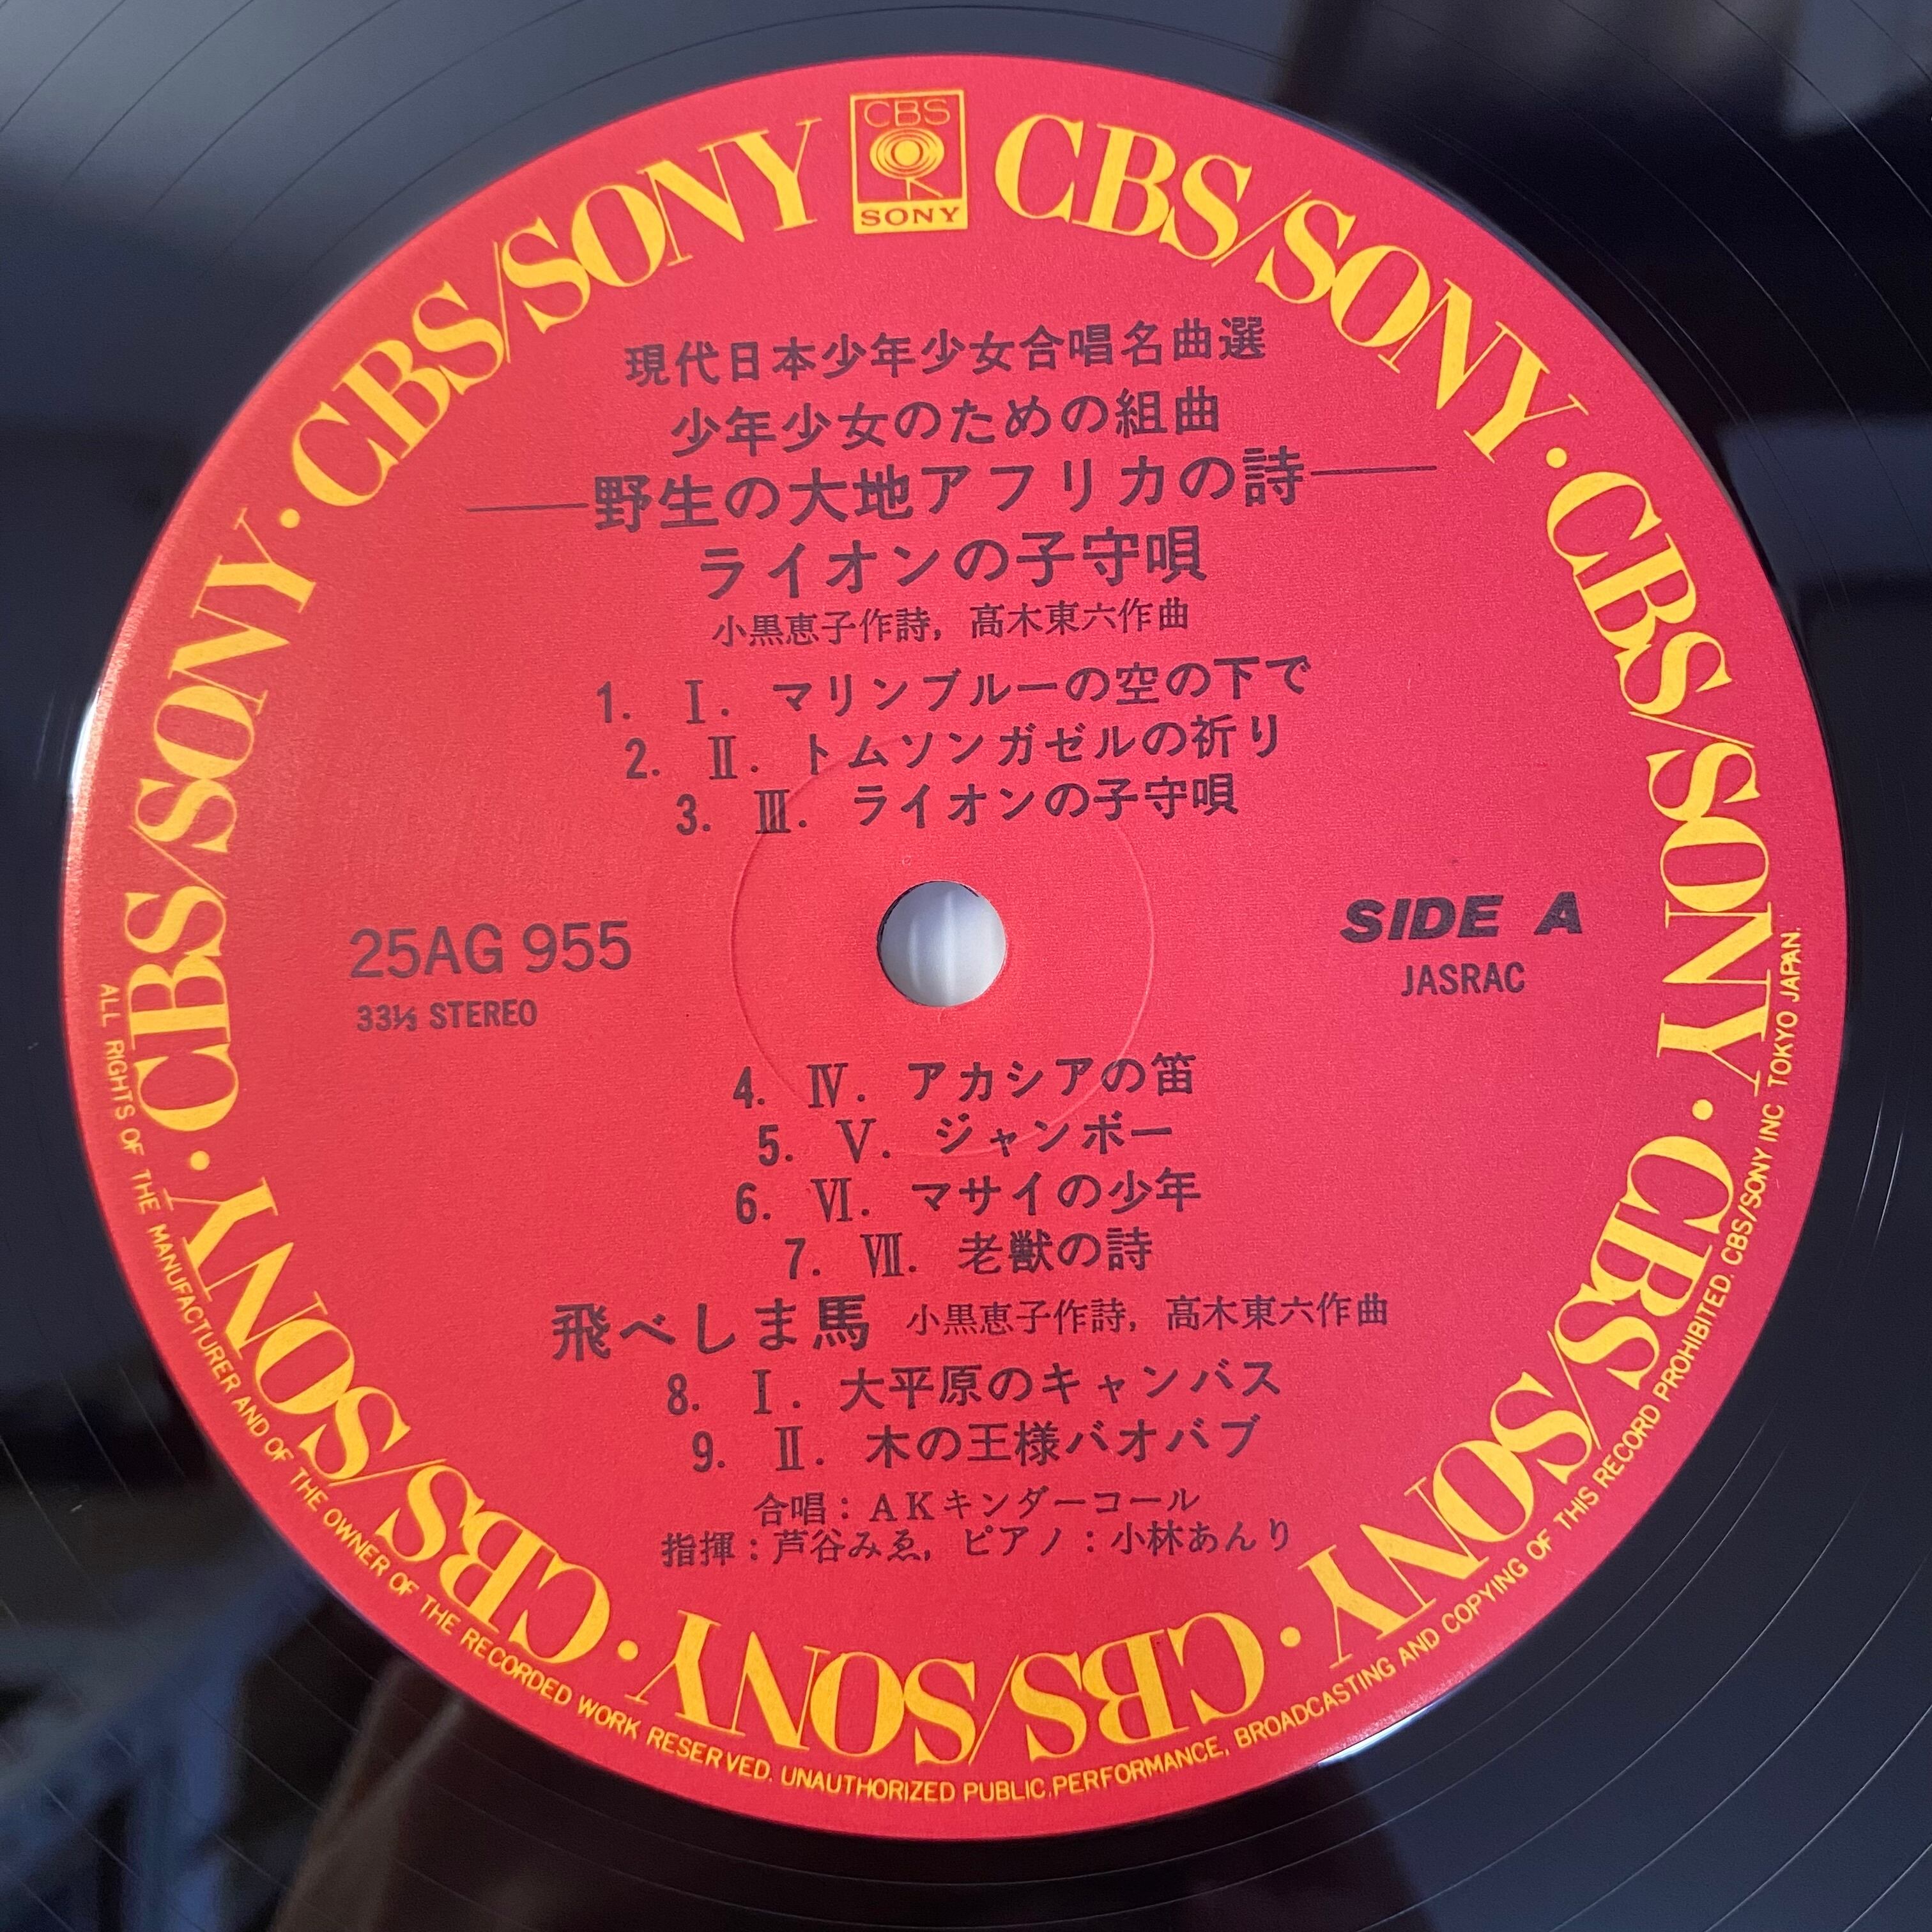 CBS
SONY
CBS/SONY · CBS/SONY · CBS/SONY · CBS/SONY · CBS/SONY · CBS/SONY · CBS/SONY
現代日本少年少女合唱名曲選
少年少女のための組曲
——野生の大地アフリカの詩——
ライオンの子守唄
小黒恵子作詩, 高木東六作曲
1. Ⅰ. マリンブルーの空の下で
2. Ⅱ. トムソンガゼルの祈り
3. Ⅲ. ライオンの子守唄
25AG 955
33⅓ STEREO
SIDE A
JASRAC
4. Ⅳ. アカシアの笛
5. Ⅴ. ジャンボー
6. Ⅵ. マサイの少年
7. Ⅶ. 老獣の詩
飛べしま馬 小黒恵子作詩, 高木東六作曲
8. Ⅰ. 大平原のキャンバス
9. Ⅱ. 木の王様バオバブ
合唱：AKキンダーコール
指揮：芦谷みゑ, ピアノ：小林あんり
ALL RIGHTS OF THE MANUFACTURER AND OF THE OWNER OF THE RECORDED WORK RESERVED. UNAUTHORIZED PUBLIC.PERFORMANCE, BROADCASTING AND COPYING OF THIS RECORD PROHIBITED. CBS/SONY INC TOKYO JAPAN.